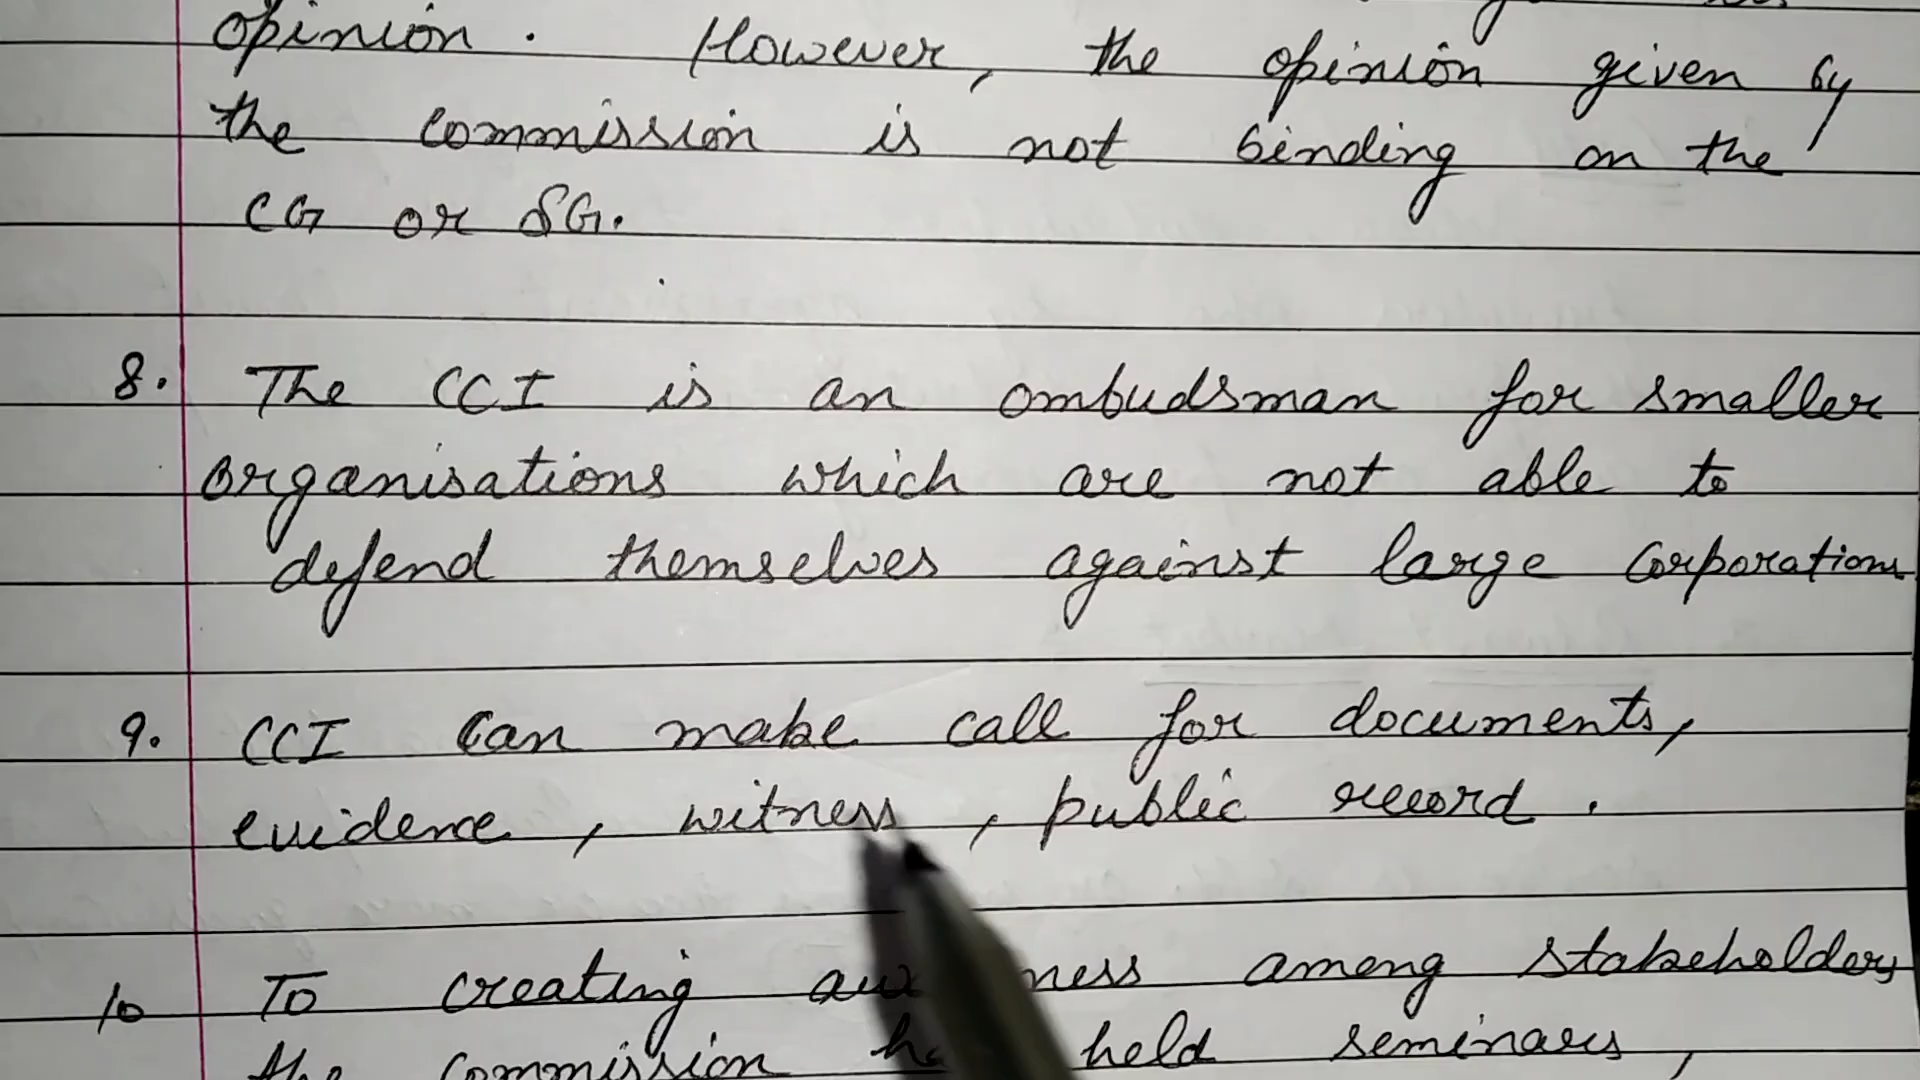 opinion. However, the opinion given by
the commission is not binding on the
CG or SG.
8. The CCI is an ombudsman for smaller
organisations which are not able to
defend themselves against large corporations
9. CCI can make call for documents,
evidence, witness, public record.
10 To creating among stakeholders
the commission held seminars,